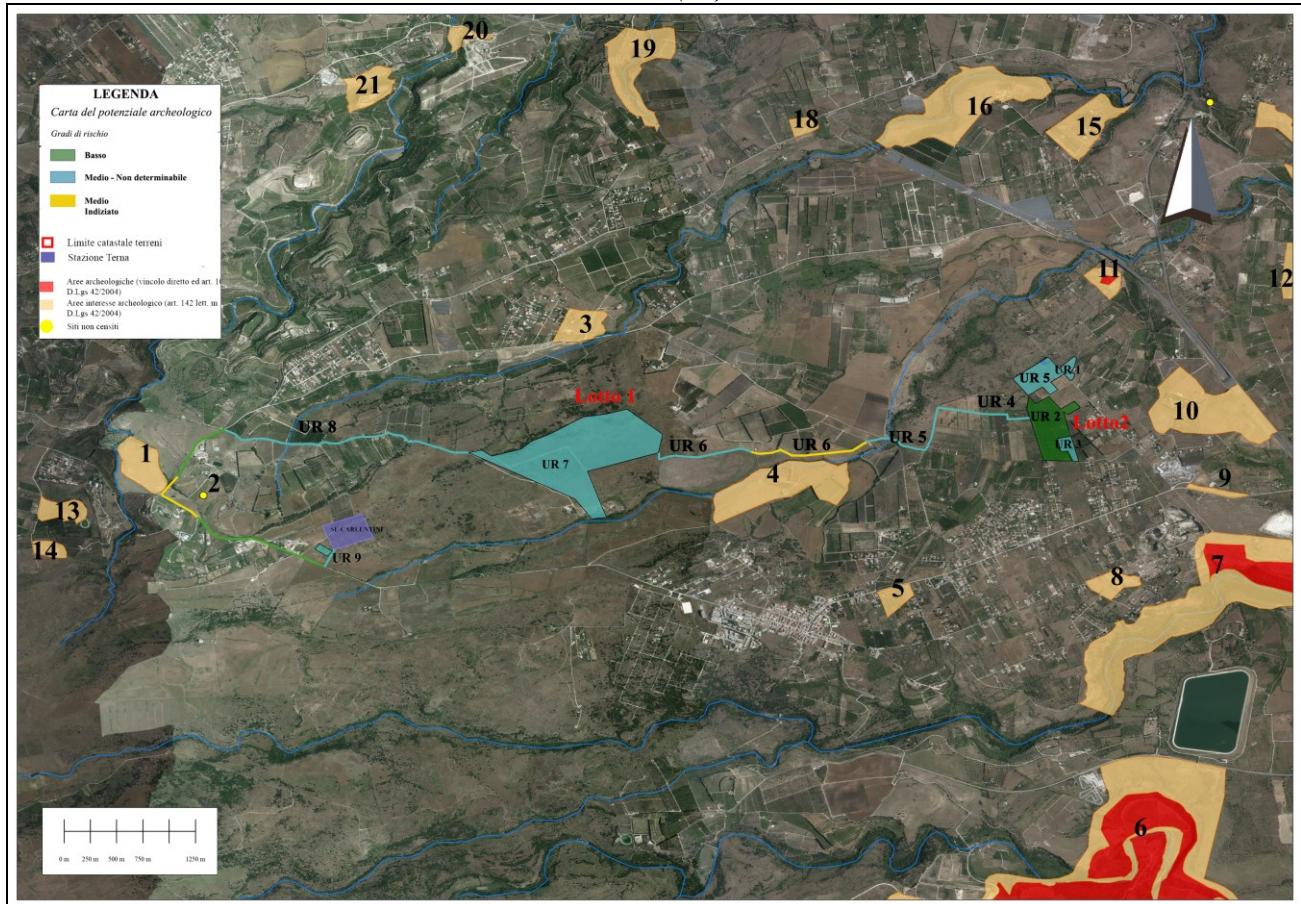 LEGENDA
Carta del potenziale archeologico
Gradi di rischio
Basso
Medio - Non determinabile
Medio
Indiziato
Limite catastale terreni
Stazione Terna
Aree archeologiche (vincolo diretto ed art. 1
D.Lgs 42/2004)
Aree interesse archeologico (art. 142 lett. m
D.Lgs 42/2004)
Siti non censiti
20
19
21
18
16
15
11
12
3
Lotto 1
UR 1
UR 5
UR 4
UR 2
Lotto2
UR 3
10
UR 8
UR 6
UR 6
UR 5
UR 7
1
2
4
9
13
14
UR 9
7
8
5
6
0 m
250 m
500 m
750 m
1250 m